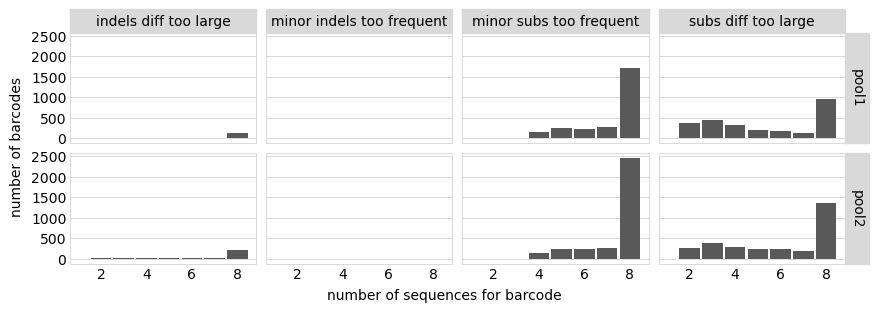 indels diff too large
minor indels too frequent
minor subs too frequent
subs diff too large
number of barcodes
2500
2000
1500
1000
500
0
pool1
2500
2000
1500
1000
500
0
pool2
2 4 6 8
2 4 6 8
2 4 6 8
2 4 6 8
number of sequences for barcode